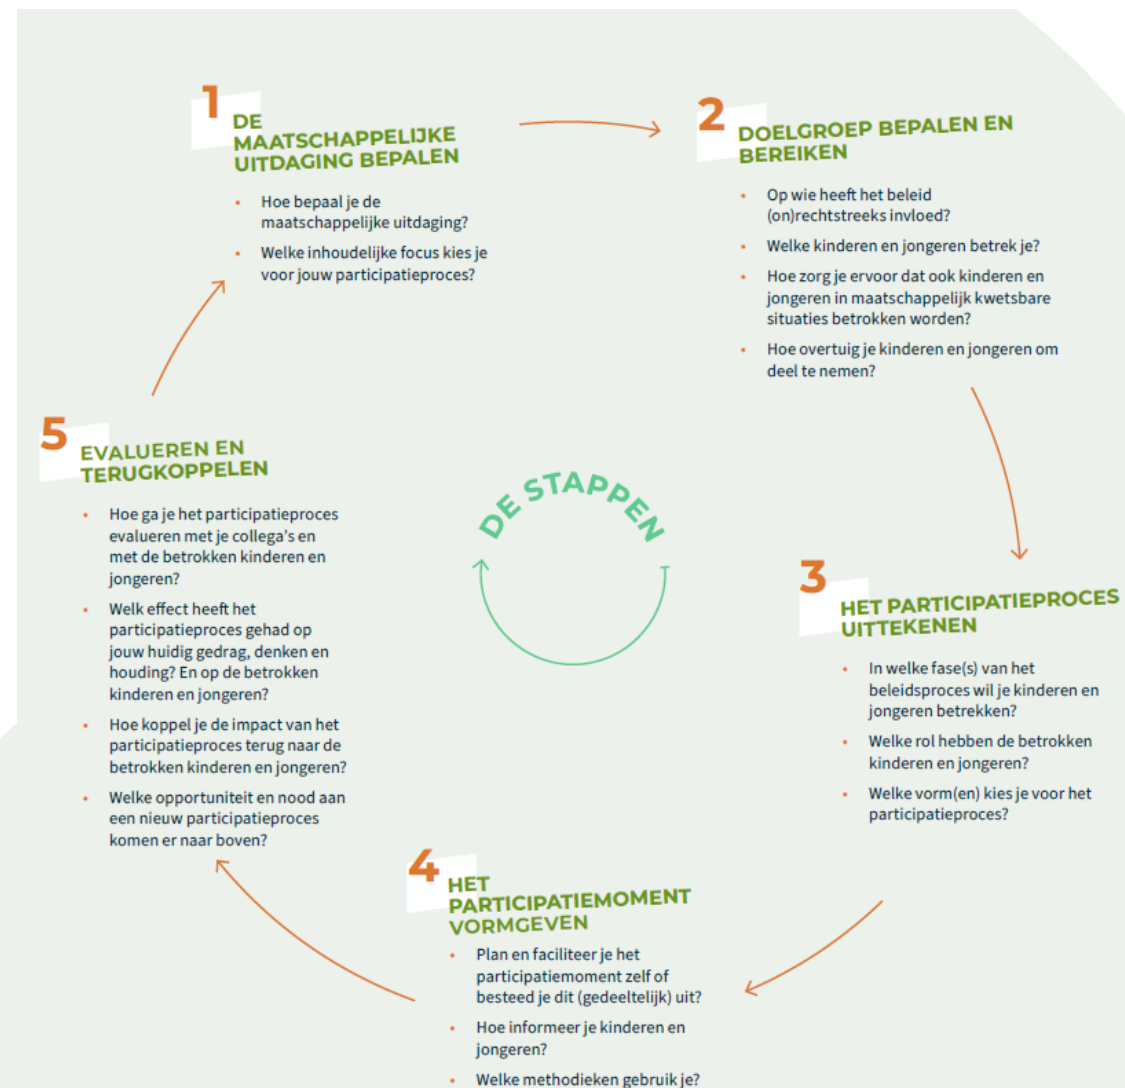 1
DE
MAATSCHAPPELIJKE
UITDAGING BEPALEN
• Hoe bepaal je de
maatschappelijke uitdaging?
• Welke inhoudelijke focus kies je
voor jouw participatieproces?
2
DOELGROEP BEPALEN EN
BEREIKEN
• Op wie heeft het beleid
(on)rechtstreeks invloed?
• Welke kinderen en jongeren betrek je?
• Hoe zorg je ervoor dat ook kinderen en
jongeren in maatschappelijk kwetsbare
situaties betrokken worden?
• Hoe overtuig je kinderen en jongeren om
deel te nemen?
DE STAPPEN
3
HET PARTICIPATIEPROCES
UITTEKENEN
• In welke fase(s) van het
beleidsproces wil je kinderen en
jongeren betrekken?
• Welke rol hebben de betrokken
kinderen en jongeren?
• Welke vorm(en) kies je voor het
participatieproces?
4
HET
PARTICIPATIEMOMENT
VORMGEVEN
• Plan en faciliteer je het
participatiemoment zelf of
besteed je dit (gedeeltelijk) uit?
• Hoe informeer je kinderen en
jongeren?
• Welke methodieken gebruik je?
5
EVALUEREN EN
TERUGKOPPELEN
• Hoe ga je het participatieproces
evalueren met je collega's en
met de betrokken kinderen en
jongeren?
• Welk effect heeft het
participatieproces gehad op
jouw huidig gedrag, denken en
houding? En op de betrokken
kinderen en jongeren?
• Hoe koppel je de impact van het
participatieproces terug naar de
betrokken kinderen en jongeren?
• Welke opportuniteit en nood aan
een nieuw participatieproces
komen er naar boven?